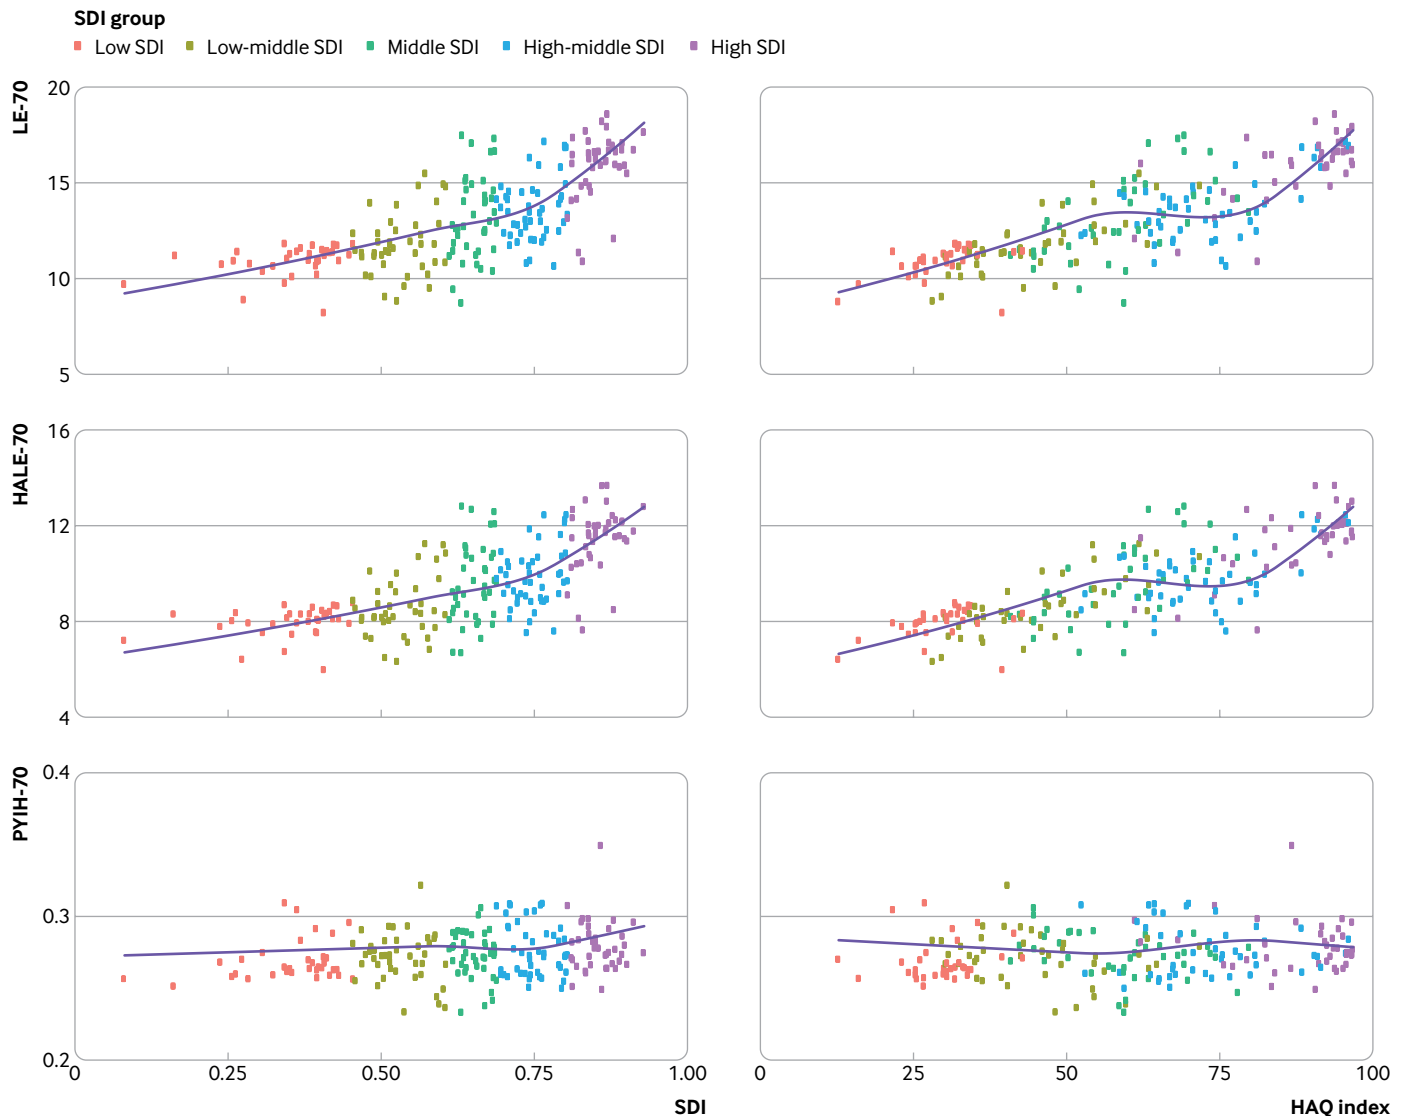 SDI group
Low SDI Low-middle SDI Middle SDI High-middle SDI High SDI
LE-70
20
15
10
5
HALE-70
16
12
8
4
PYIH-70
0.4
0.3
0.2
0 0.25 0.50 0.75 1.00 0 25 50 75 100
SDI HAQ index